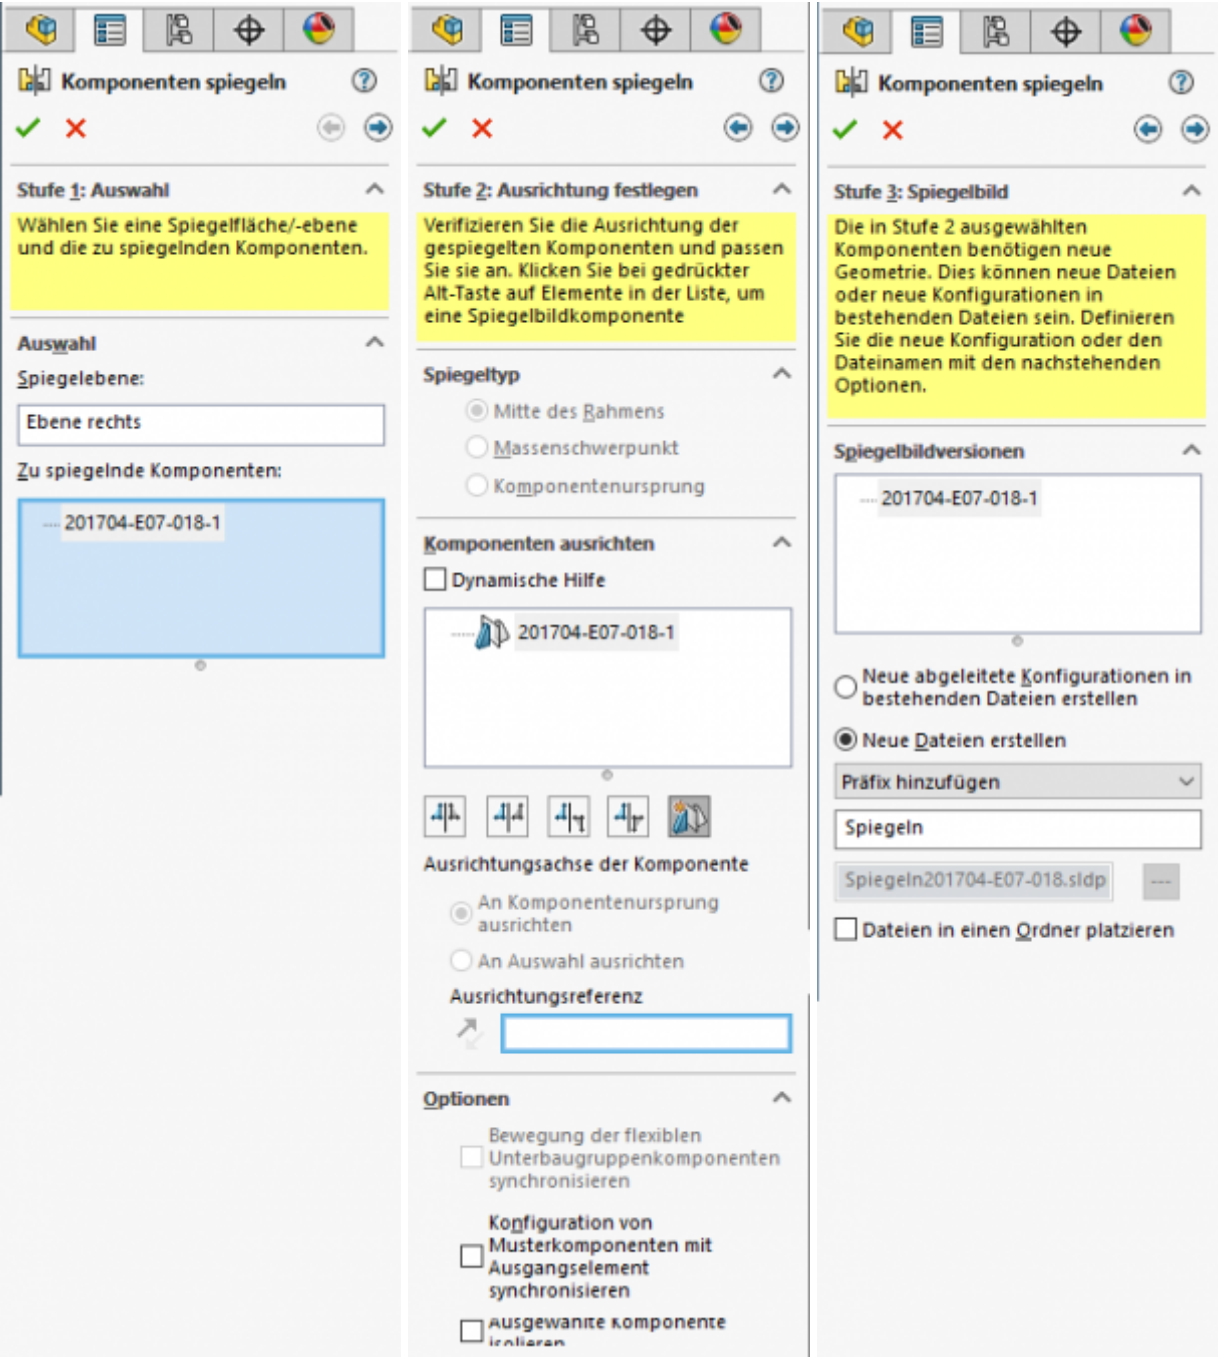 Komponenten spiegeln
Stufe 1: Auswahl
Wählen Sie eine Spiegelfläche/-ebene
und die zu spiegelnden Komponenten.
Auswahl
Spiegelebene:
Ebene rechts
Zu spiegelnde Komponenten:
201704-E07-018-1
Komponenten spiegeln
Stufe 2: Ausrichtung festlegen
Verifizieren Sie die Ausrichtung der
gespiegelten Komponenten und passen
Sie sie an. Klicken Sie bei gedrückter
Alt-Taste auf Elemente in der Liste, um
eine Spiegelbildkomponente
Spiegeltyp
Mitte des Rahmens
Massenschwerpunkt
Komponentenursprung
Komponenten ausrichten
Dynamische Hilfe
201704-E07-018-1
Ausrichtungsachse der Komponente
An Komponentenursprung
ausrichten
An Auswahl ausrichten
Ausrichtungsreferenz
Optionen
Bewegung der flexiblen
Unterbaugruppenkomponenten
synchronisieren
Konfiguration von
Musterkomponenten mit
Ausgangselement
synchronisieren
Ausgewählte Komponente
isolieren
Komponenten spiegeln
Stufe 3: Spiegelbild
Die in Stufe 2 ausgewählten
Komponenten benötigen neue
Geometrie. Dies können neue Dateien
oder neue Konfigurationen in
bestehenden Dateien sein. Definieren
Sie die neue Konfiguration oder den
Dateinamen mit den nachstehenden
Optionen.
Spiegelbildversionen
201704-E07-018-1
Neue abgeleitete Konfigurationen in
bestehenden Dateien erstellen
Neue Dateien erstellen
Präfix hinzufügen
Spiegeln
Spiegeln201704-E07-018.sldp
...
Dateien in einen Ordner platzieren